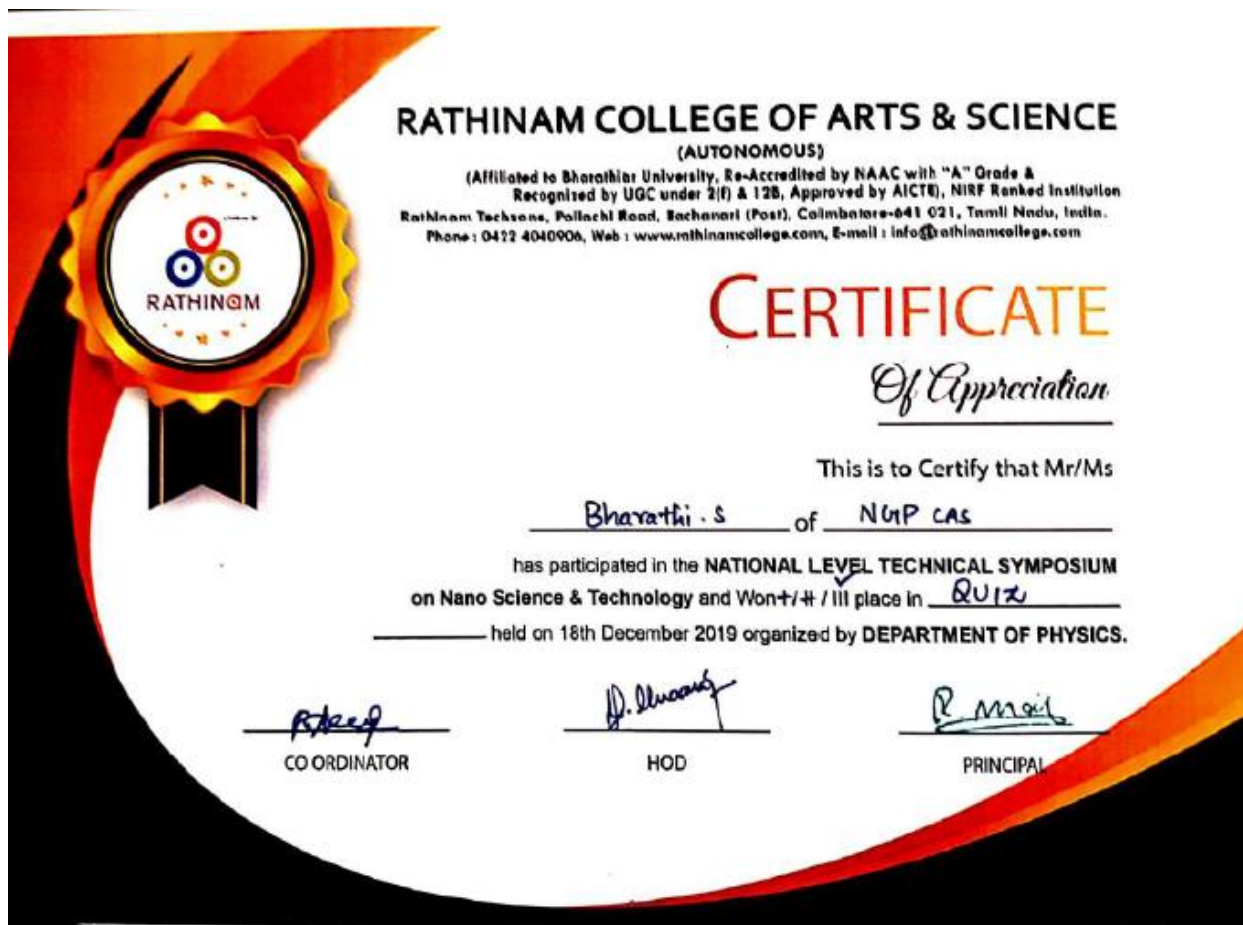 RATHINAM COLLEGE OF ARTS & SCIENCE
(AUTONOMOUS)
(Affiliated to Bharathiar University, Re-Accredited by NAAC with "A" Grade &
Recognized by UGC under 2(f) & 12B, Approved by AICTE), NIRF Ranked Institution
Rathinam Techzone, Pollachi Road, Eachanari (Post), Coimbatore-641 021, Tamil Nadu, India.
Phone : 0422 4040906, Web : www.rathinamcollege.com, E-mail : info@rathinamcollege.com
RATHINAM
CERTIFICATE
Of Appreciation
This is to Certify that Mr/Ms
Bharathi.S of NGP CAS
has participated in the NATIONAL LEVEL TECHNICAL SYMPOSIUM
on Nano Science & Technology and Won I / II / III place in QUIZ
held on 18th December 2019 organized by DEPARTMENT OF PHYSICS.
CO ORDINATOR
HOD
PRINCIPAL